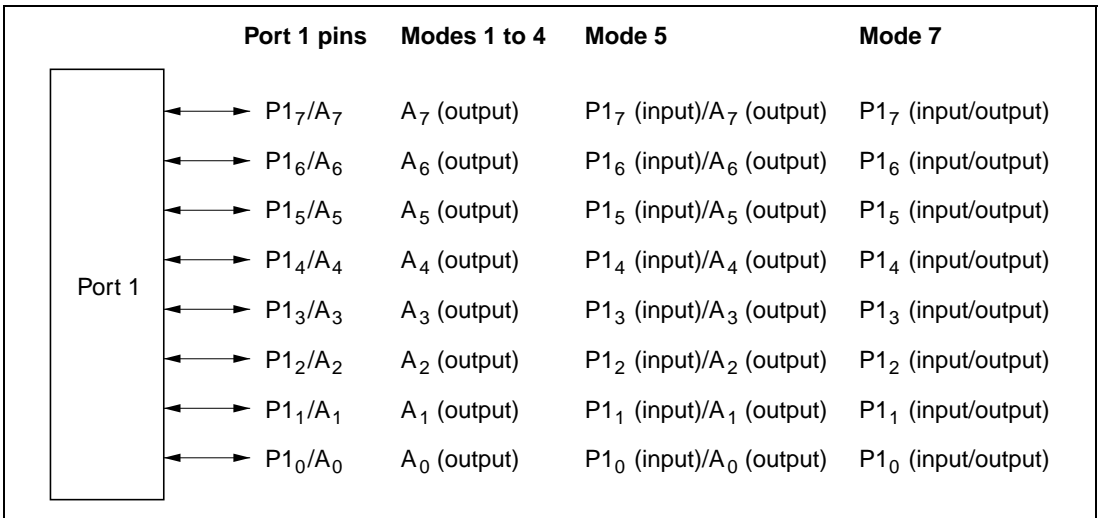 Port 1 pins Modes 1 to 4 Mode 5 Mode 7
P1₇/A₇ A₇ (output) P1₇ (input)/A₇ (output) P1₇ (input/output)
P1₆/A₆ A₆ (output) P1₆ (input)/A₆ (output) P1₆ (input/output)
P1₅/A₅ A₅ (output) P1₅ (input)/A₅ (output) P1₅ (input/output)
P1₄/A₄ A₄ (output) P1₄ (input)/A₄ (output) P1₄ (input/output)
Port 1
P1₃/A₃ A₃ (output) P1₃ (input)/A₃ (output) P1₃ (input/output)
P1₂/A₂ A₂ (output) P1₂ (input)/A₂ (output) P1₂ (input/output)
P1₁/A₁ A₁ (output) P1₁ (input)/A₁ (output) P1₁ (input/output)
P1₀/A₀ A₀ (output) P1₀ (input)/A₀ (output) P1₀ (input/output)